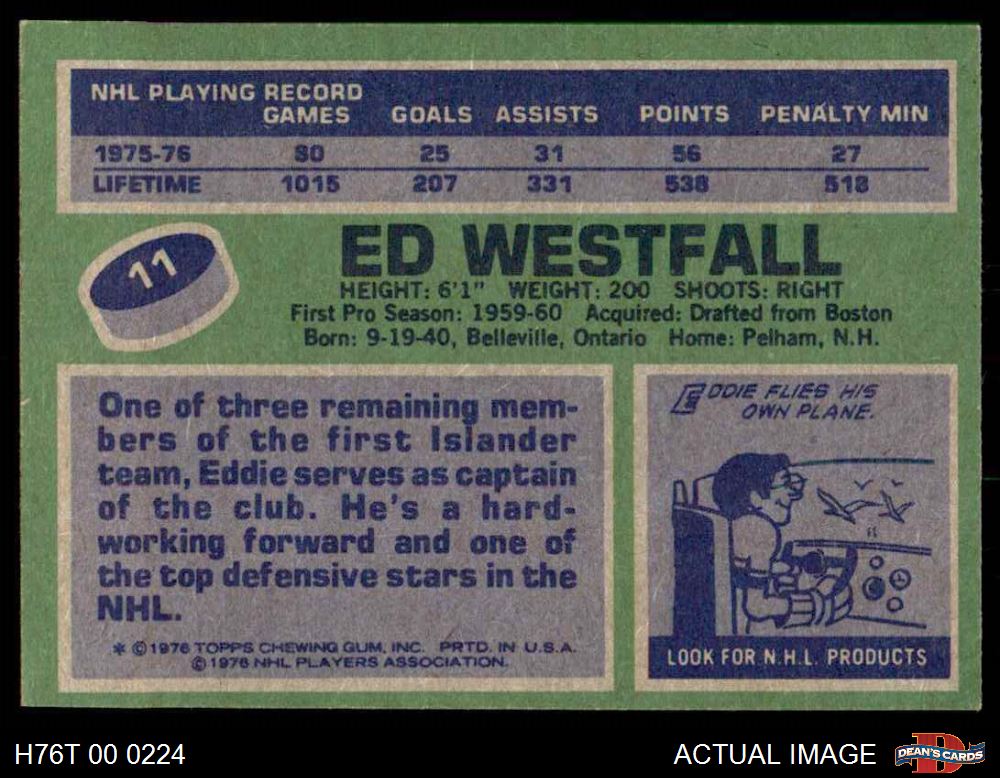 NHL PLAYING RECORD
GAMES GOALS ASSISTS POINTS PENALTY MIN
1975-76 80 25 31 56 27
LIFETIME 1015 207 331 538 518
11
ED WESTFALL
HEIGHT: 6'1" WEIGHT: 200 SHOOTS: RIGHT
First Pro Season: 1959-60 Acquired: Drafted from Boston
Born: 9-19-40, Belleville, Ontario Home: Pelham, N.H.
One of three remaining mem-
bers of the first Islander
team, Eddie serves as captain
of the club. He's a hard-
working forward and one of
the top defensive stars in the
NHL.
* ©1976 TOPPS CHEWING GUM, INC. PRTD. IN U.S.A.
©1976 NHL PLAYERS ASSOCIATION.
EDDIE FLIES HIS
OWN PLANE.
LOOK FOR N.H.L. PRODUCTS
H76T 00 0224
ACTUAL IMAGE
D
DEAN'S CARDS